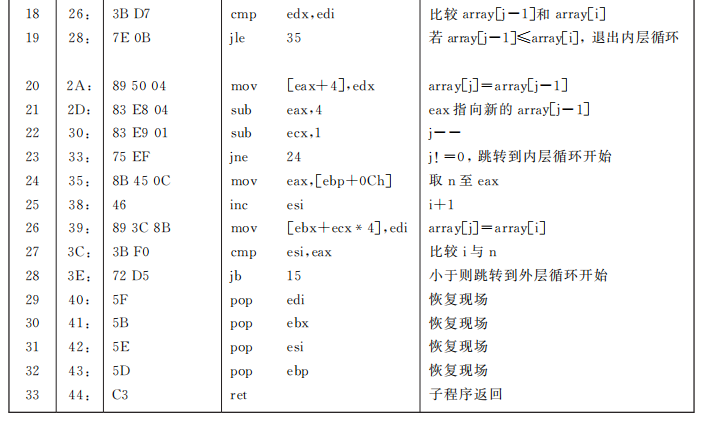 18 26: 3B D7 cmp edx,edi 比较 array[j-1]和 array[i]
19 28: 7E 0B jle 35 若 array[j-1]≤array[i], 退出内层循环
20 2A: 89 50 04 mov [eax+4],edx array[j]=array[j-1]
21 2D: 83 E8 04 sub eax,4 eax 指向新的 array[j-1]
22 30: 83 E9 01 sub ecx,1 j--
23 33: 75 EF jne 24 j!=0, 跳转到内层循环开始
24 35: 8B 45 0C mov eax,[ebp+0Ch] 取 n 至 eax
25 38: 46 inc esi i+1
26 39: 89 3C 8B mov [ebx+ecx*4],edi array[j]=array[i]
27 3C: 3B F0 cmp esi,eax 比较 i 与 n
28 3E: 72 D5 jb 15 小于则跳转到外层循环开始
29 40: 5F pop edi 恢复现场
30 41: 5B pop ebx 恢复现场
31 42: 5E pop esi 恢复现场
32 43: 5D pop ebp 恢复现场
33 44: C3 ret 子程序返回